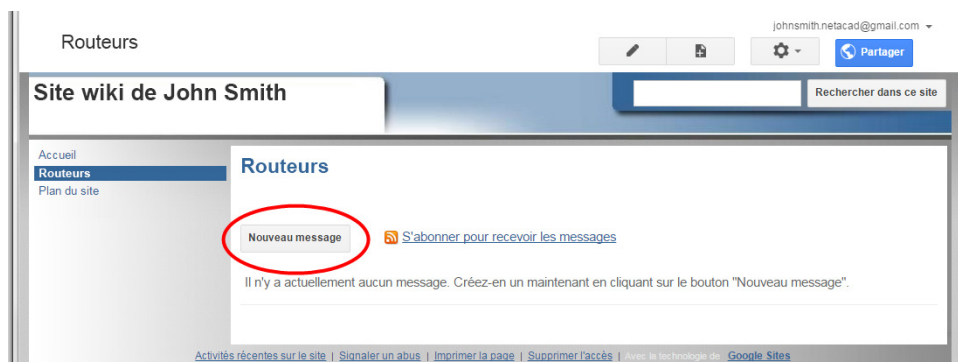 johnsmith.netacad@gmail.com
Routeurs
Partager
Site wiki de John Smith
Rechercher dans ce site
Accueil
Routeurs
Plan du site
Routeurs
Nouveau message
S'abonner pour recevoir les messages
Il n'y a actuellement aucun message. Créez-en un maintenant en cliquant sur le bouton "Nouveau message".
Activités récentes sur le site | Signaler un abus | Imprimer la page | Supprimer l'accès | Avec la technologie de Google Sites